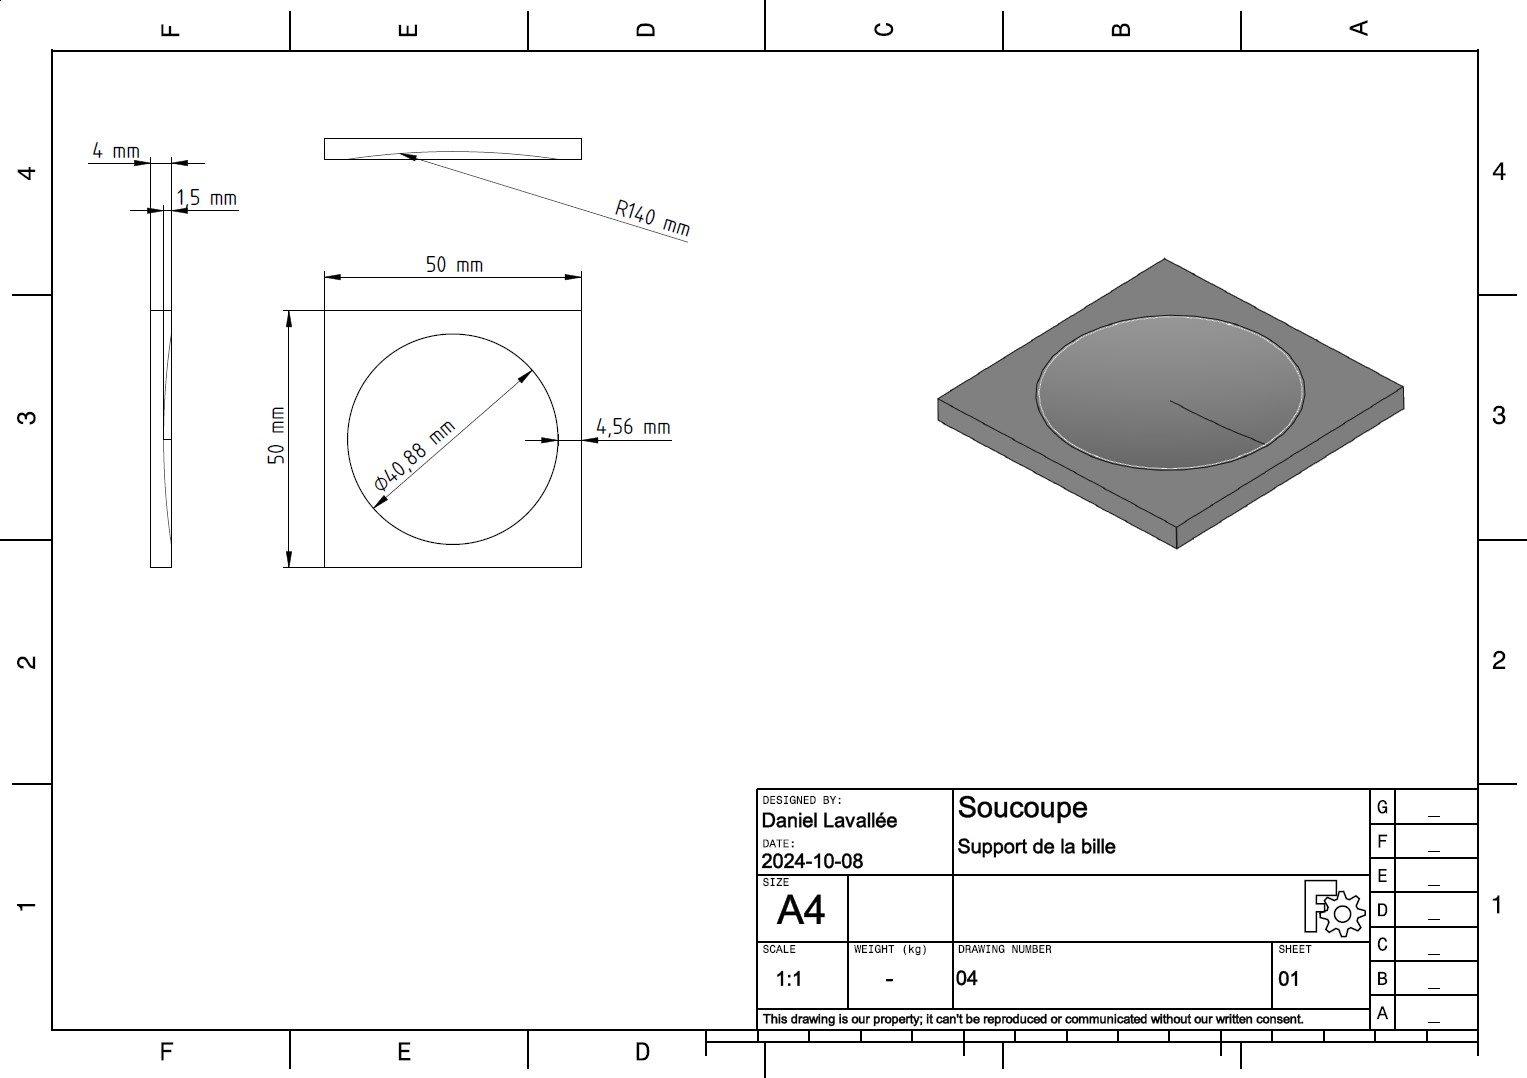 F E D C B A
4 mm
1,5 mm
R140 mm
50 mm
50 mm
Φ40,88 mm
4,56 mm
4 4
3 3
2 2
1 1
DESIGNED BY:
Daniel Lavallée
DATE:
2024-10-08
Soucoupe
Support de la bille
SIZE
A4
SCALE
1:1
WEIGHT (kg)
-
DRAWING NUMBER
04
SHEET
01
This drawing is our property; it can't be reproduced or communicated without our written consent.
G _
F _
E _
D _
C _
B _
A _
F E D